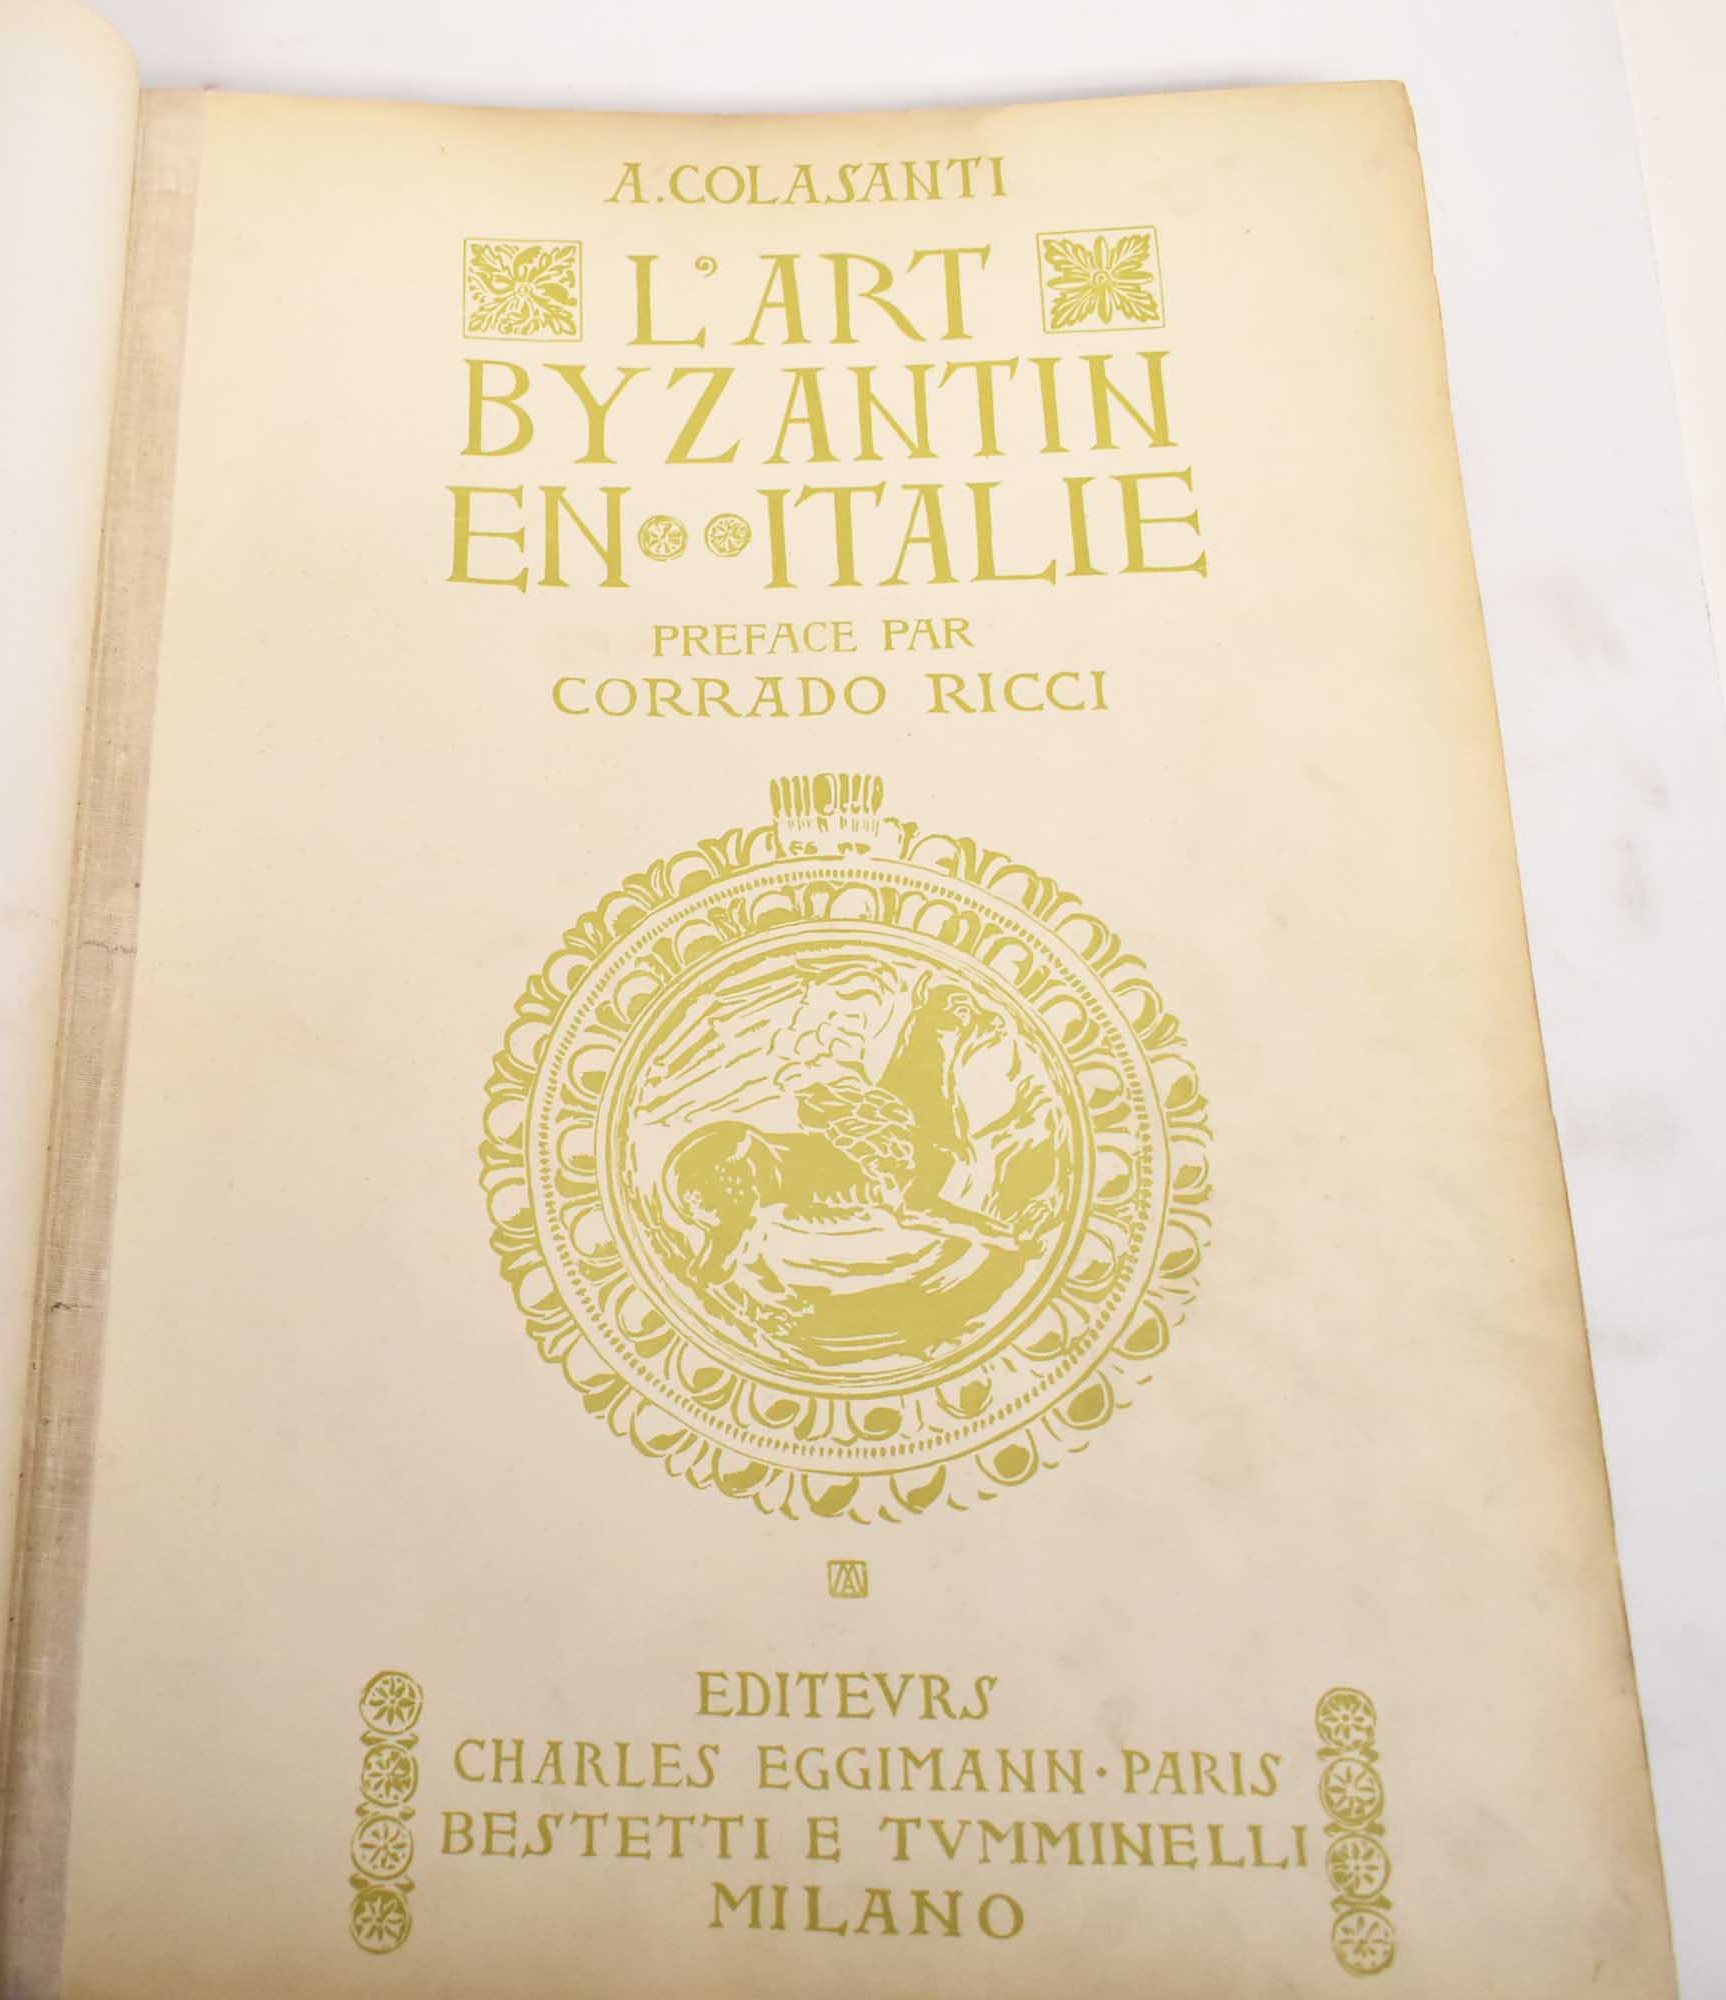 A. COLASANTI
L'ART
BYZANTIN
EN ITALIE
PREFACE PAR
CORRADO RICCI
EDITEVRS
CHARLES EGGIMANN · PARIS
BESTETTI E TVMMINELLI
MILANO